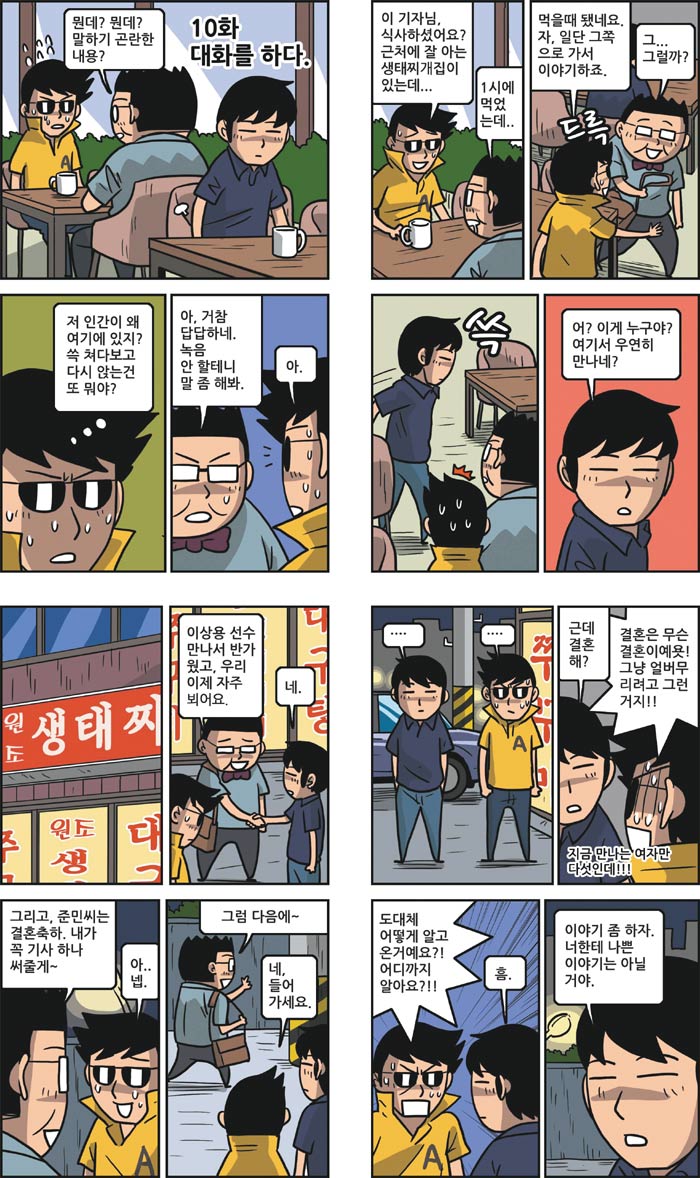 10화
대화를 하다.
뭔데? 뭔데?
말하기 곤란한
내용?
A
저 인간이 왜
여기에 있지?
쓱 쳐다보고
다시 앉는건
또 뭐야?
아, 거참
답답하네.
녹음
안 할테니
말 좀 해봐.
아.
이 기자님,
식사하셨어요?
근처에 잘 아는
생태찌개집이
있는데...
1시에
먹었
는데..
A
먹을때 됐네요.
자, 일단 그쪽
으로 가서
이야기하죠.
그...
그럴까?
드륵
쓱
어? 이게 누구야?
여기서 우연히
만나네?
원조
생태찌
원조
생
대구
이상용 선수
만나서 반가
웠고, 우리
이제 자주
뵈어요.
네.
대구탕
그리고, 준민씨는
결혼축하. 내가
꼭 기사 하나
써줄게~
아..
넵.
A
그럼 다음에~
네,
들어
가세요.
....
....
A
근데
결혼
해?
결혼은 무슨
결혼이예욧!
그냥 얼버무
리려고 그런
거지!!
지금 만나는 여자만
다섯인데!!!
도대체
어떻게 알고
온거예요?!
어디까지
알아요?!!
흠.
A
이야기 좀 하자.
너한테 나쁜
이야기는 아닐
거야.